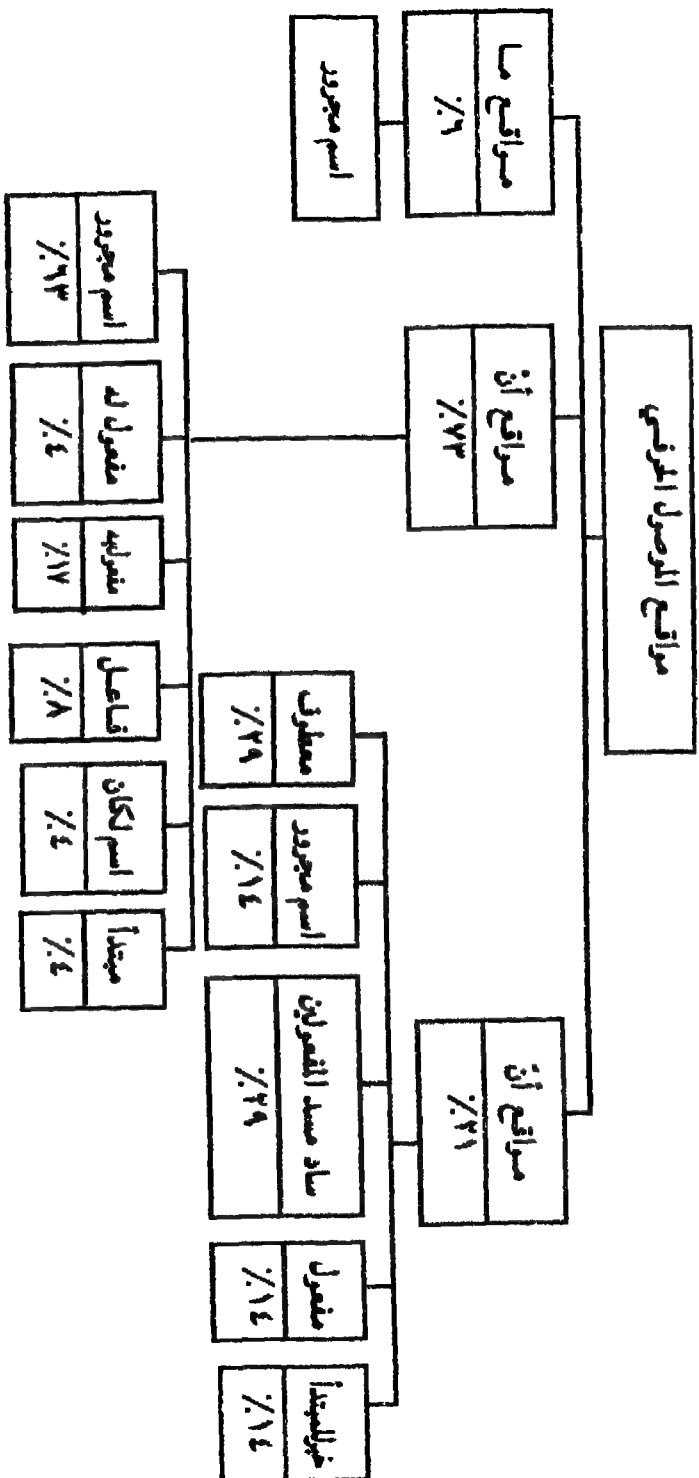 مواقع الموصول الحرفي
مواقع أنّ
٪٢١
مواقع أنْ
٪٧٣
مواقع ما
٪٦
اسم مجرور
خبر للمبتدأ
٪١٤
مفعول
٪١٤
ساد مسد المفعولين
٪٢٩
اسم مجرور
٪١٤
معطوف
٪٢٩
مبتدأ
٪٤
اسم لكان
٪٤
فاعل
٪٨
مفعول به
٪١٧
مفعول له
٪٤
اسم مجرور
٪٦٣